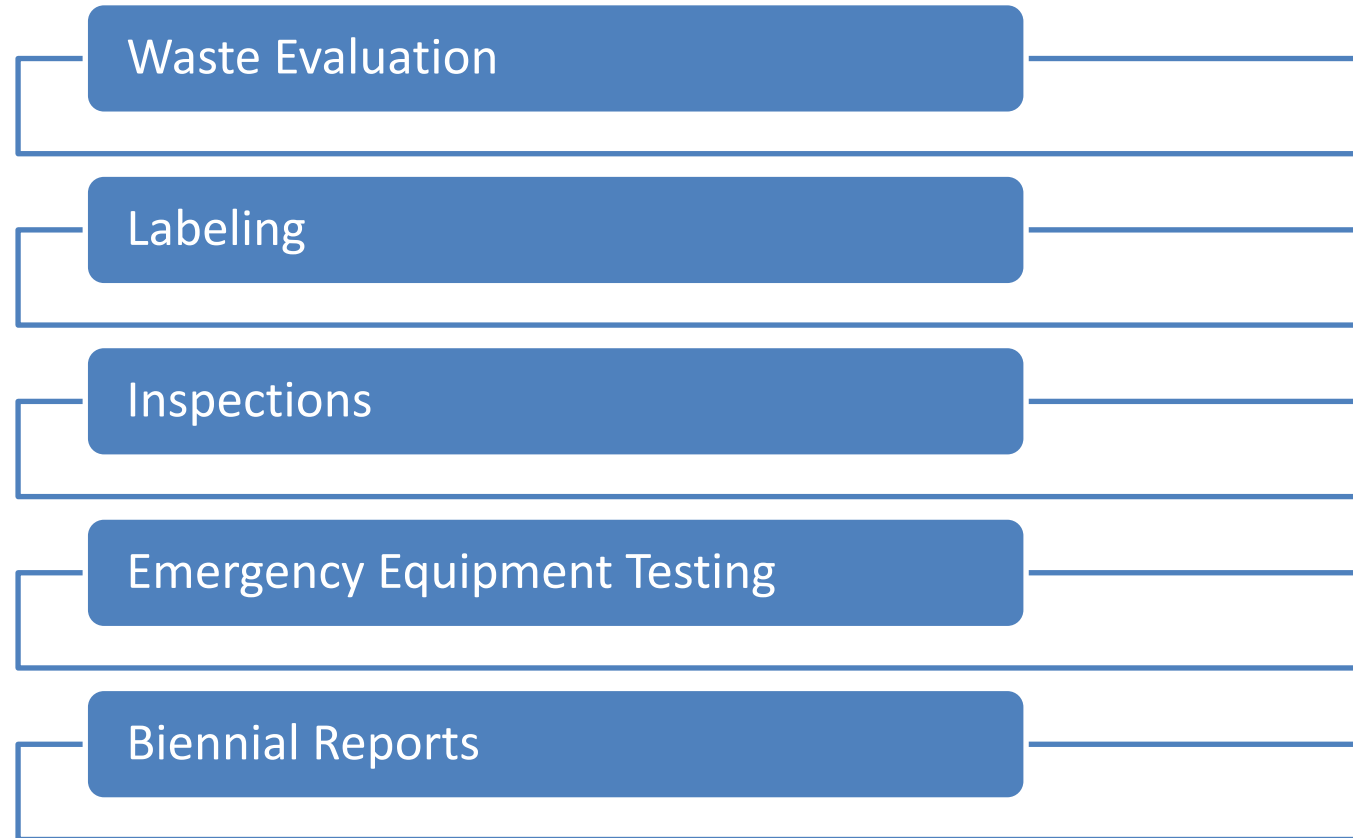 Waste Evaluation
Labeling
Inspections
Emergency Equipment Testing
Biennial Reports